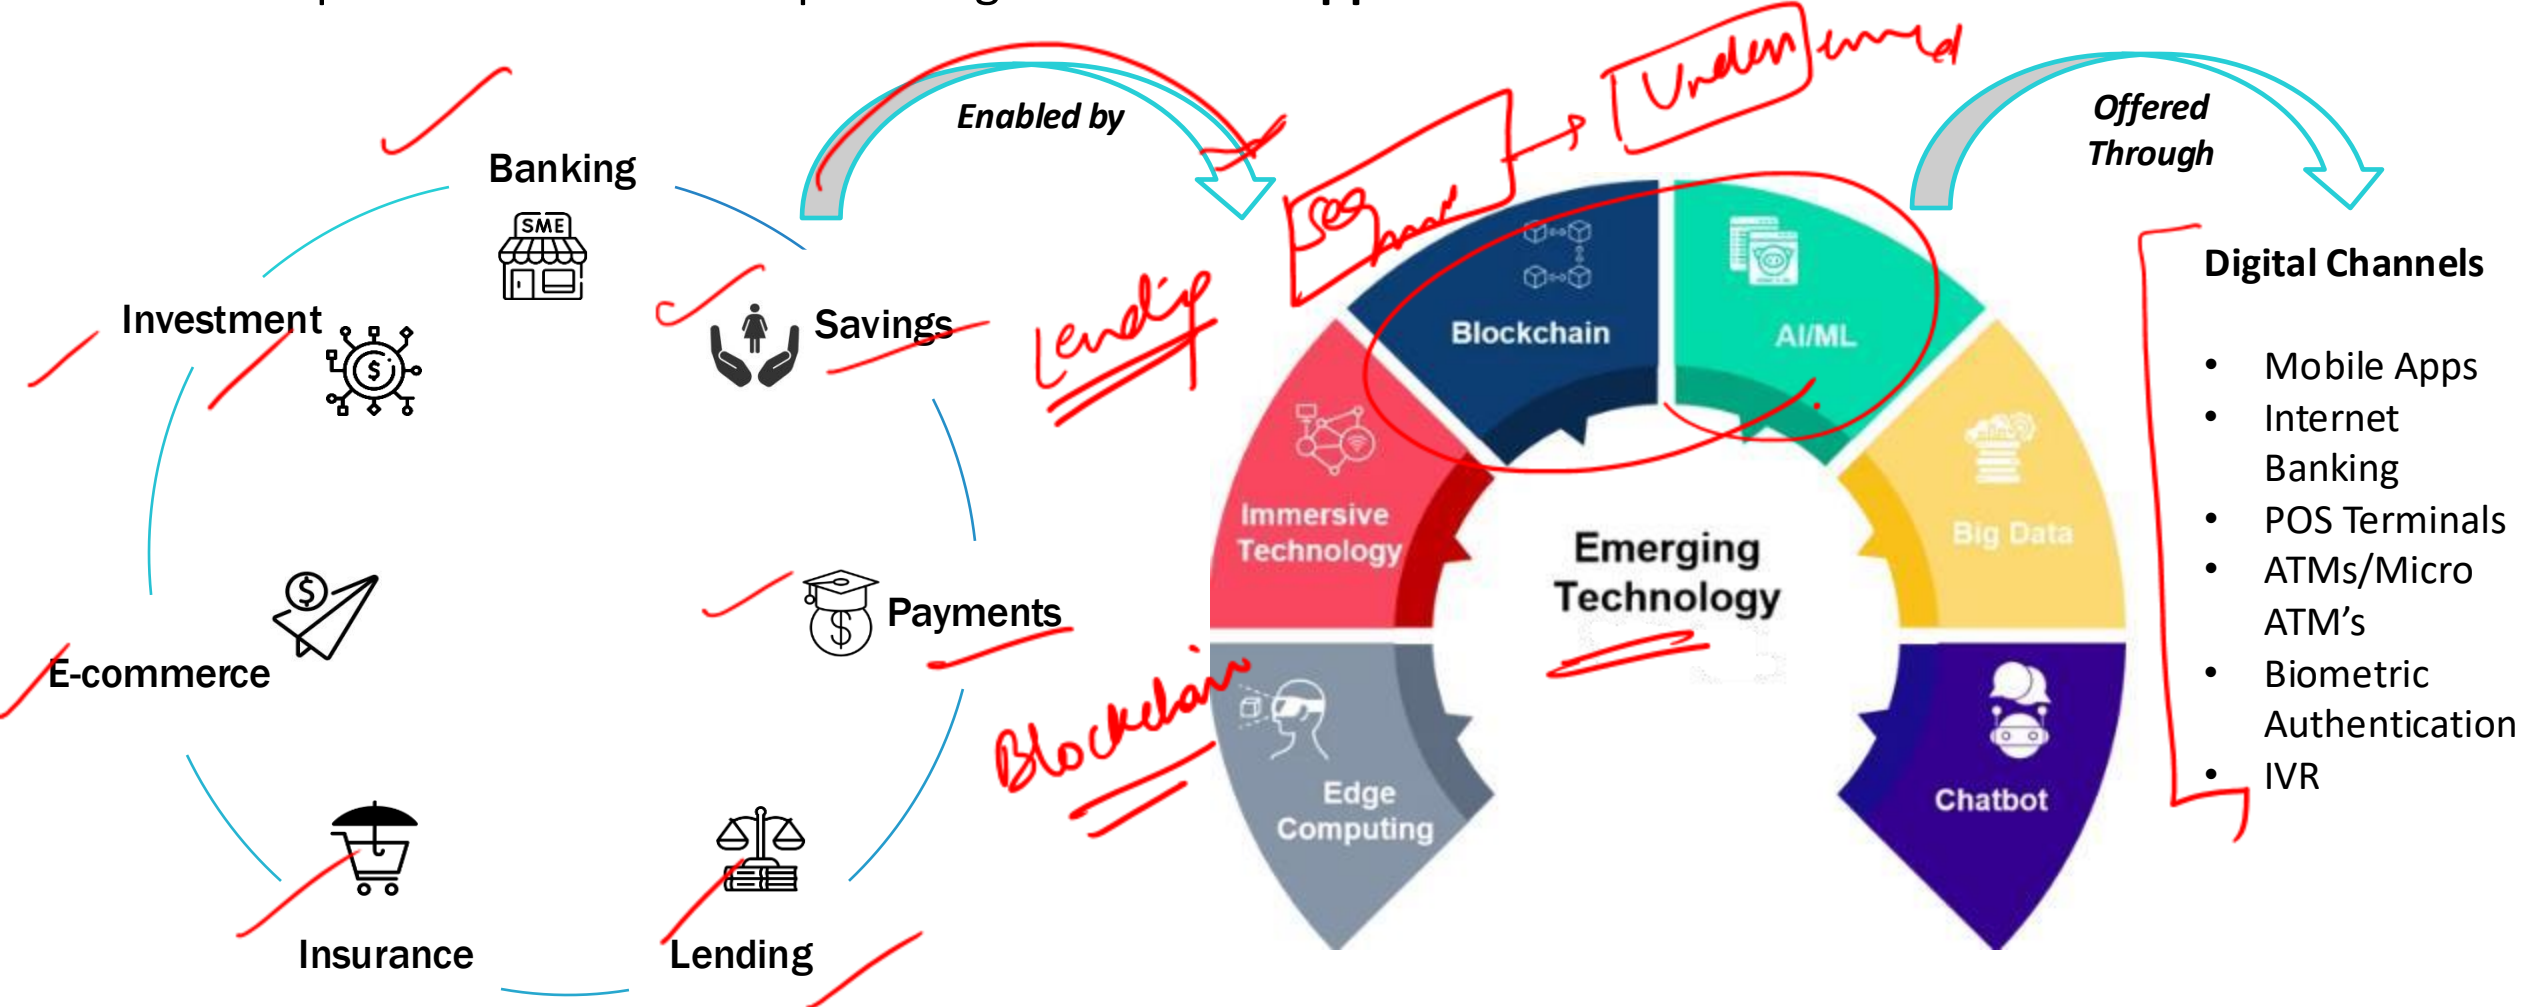 Enabled by
Offered
Through
Underserved
Segment
Banking
SME
Investment
Savings
Lending
Payments
E-commerce
Blockchain
Insurance
Lending
Blockchain
AI/ML
Immersive
Technology
Big Data
Emerging
Technology
Edge
Computing
Chatbot
Digital Channels
• Mobile Apps
• Internet
Banking
• POS Terminals
• ATMs/Micro
ATM’s
• Biometric
Authentication
• IVR